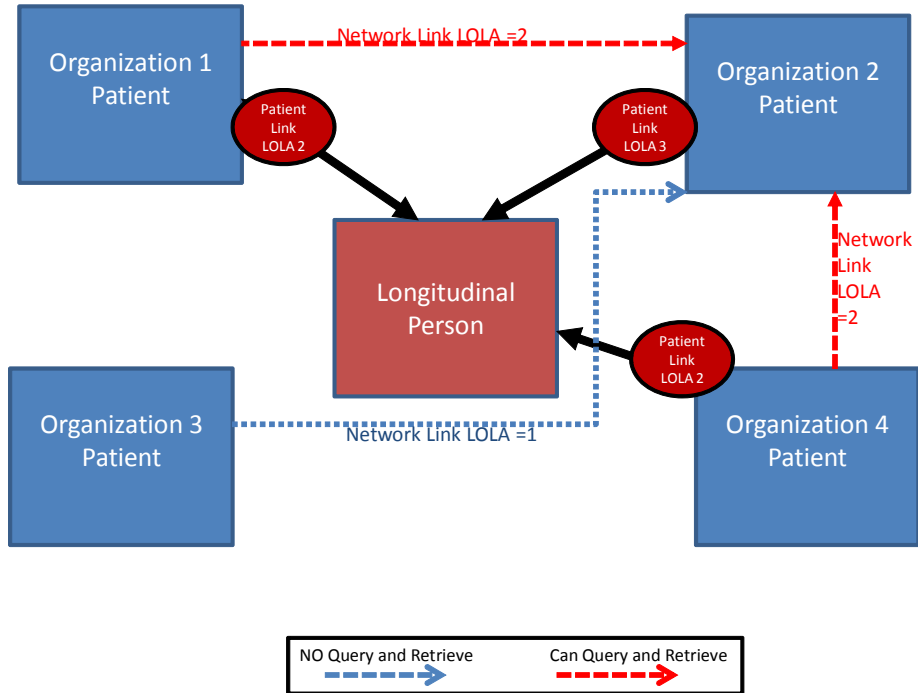 Network Link LOLA =2
Organization 1
Patient
Organization 2
Patient
Patient
Link
LOLA 2
Patient
Link
LOLA 3
Network
Link
LOLA
=2
Longitudinal
Person
Patient
Link
LOLA 2
Organization 3
Patient
Network Link LOLA =1
Organization 4
Patient
NO Query and Retrieve
Can Query and Retrieve